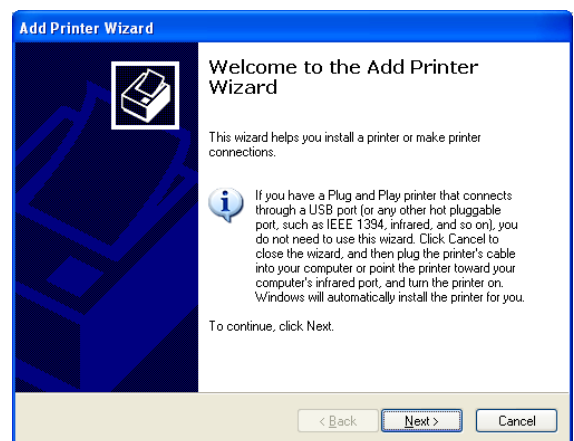 Add Printer Wizard
Welcome to the Add Printer
Wizard
This wizard helps you install a printer or make printer
connections.
If you have a Plug and Play printer that connects
through a USB port (or any other hot pluggable
port, such as IEEE 1394, infrared, and so on), you
do not need to use this wizard. Click Cancel to
close the wizard, and then plug the printer's cable
into your computer or point the printer toward your
computer's infrared port, and turn the printer on.
Windows will automatically install the printer for you.
To continue, click Next.
< Back Next > Cancel